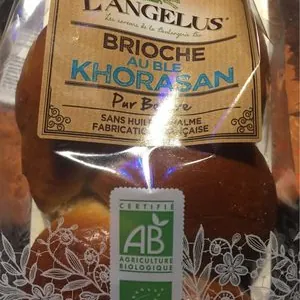 L'ANGELUS
Les saveurs de la Boulangerie Bio
BRIOCHE
AU BLÉ
KHORASAN
Pur Beurre
SANS HUILE DE PALME
FABRICATION FRANÇAISE
CERTIFIÉ
AB
AGRICULTURE
BIOLOGIQUE